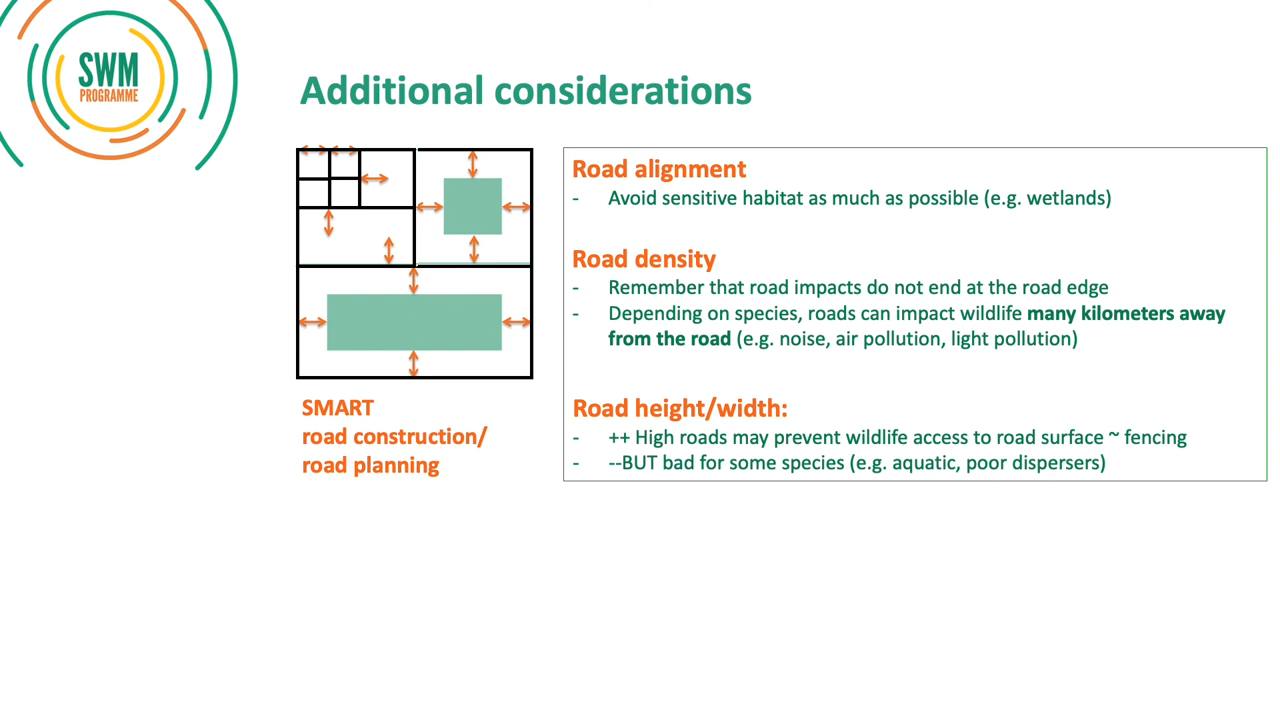 SWM
PROGRAMME
Additional considerations
SMART
road construction/
road planning
Road alignment
- Avoid sensitive habitat as much as possible (e.g. wetlands)
Road density
- Remember that road impacts do not end at the road edge
- Depending on species, roads can impact wildlife many kilometers away
from the road (e.g. noise, air pollution, light pollution)
Road height/width:
- ++ High roads may prevent wildlife access to road surface ~ fencing
- --BUT bad for some species (e.g. aquatic, poor dispersers)